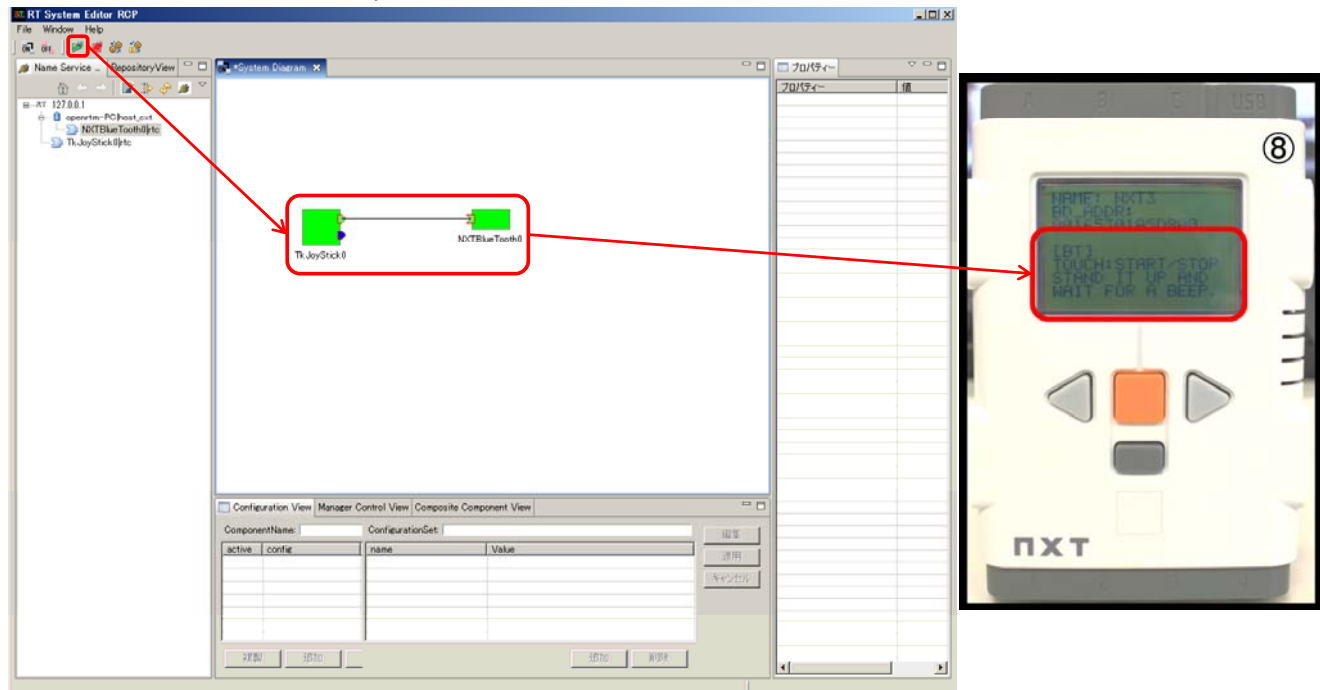 RT System Editor RCP
File Window Help
Name Service
RepositoryView
*System Diagram
プロパティー
プロパティー 値
127.0.0.1
openrtm-PC|host_cxt
NXTBlueTooth0|rtc
TkJoyStick0|rtc
TkJoyStick0
NXTBlueTooth0
Configuration View Manager Control View Composite Component View
ComponentName: ConfigurationSet:
active config name Value
編集
適用
キャンセル
複製 追加 追加 削除
A B C USB
⑧
NAME: NXT3
BD_ADDR:
[BT]
TOUCH:START/STOP
STAND IT UP AND
WAIT FOR A BEEP.
NXT